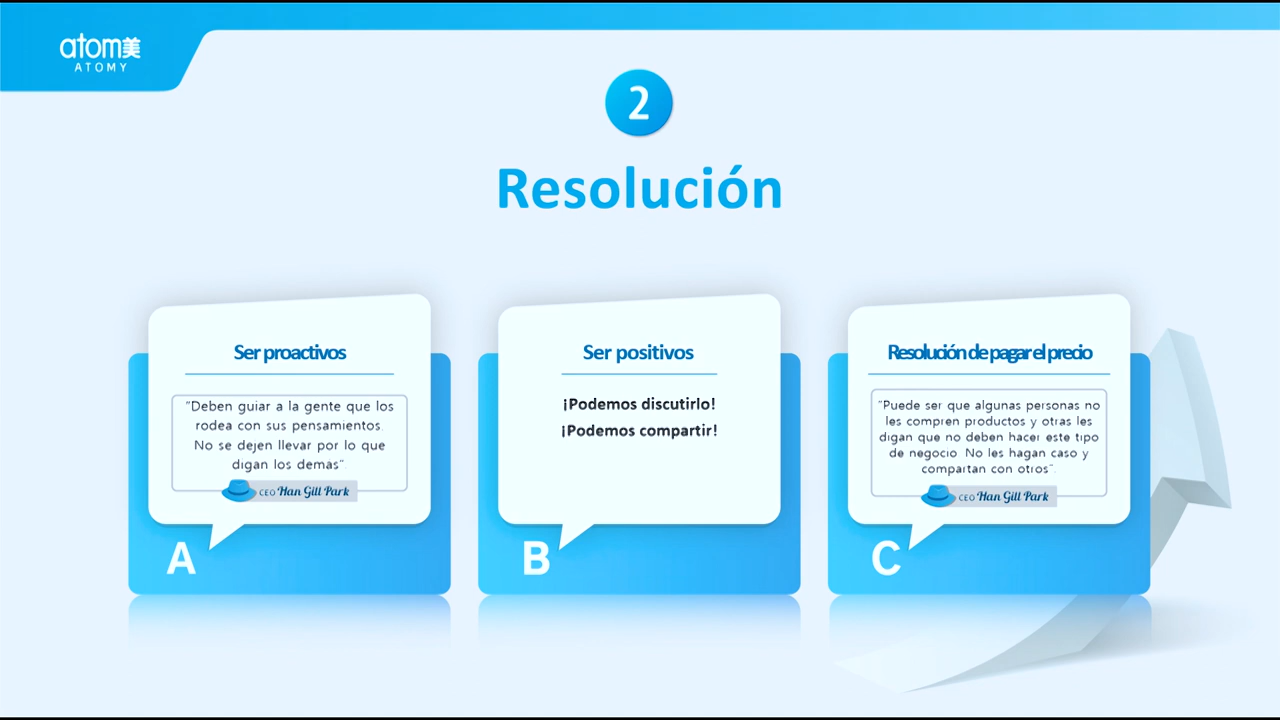 atom美
ATOMY
2
Resolución
Ser proactivos
"Deben guiar a la gente que los
rodea con sus pensamientos.
No se dejen llevar por lo que
digan los demás".
CEO Han Gill Park
A
Ser positivos
¡Podemos discutirlo!
¡Podemos compartir!
B
Resolución de pagar el precio
"Puede ser que algunas personas no
les compren productos y otras les
digan que no deben hacer este tipo
de negocio. No les hagan caso y
compartan con otros".
CEO Han Gill Park
C